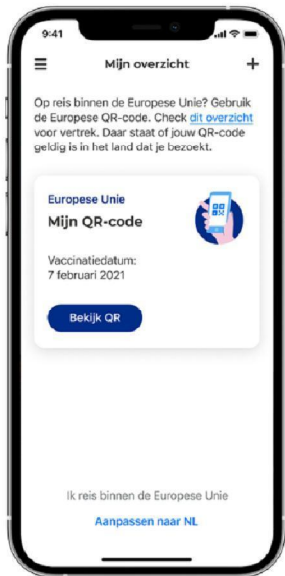 9:41
Mijn overzicht
Op reis binnen de Europese Unie? Gebruik
de Europese QR-code. Check dit overzicht
voor vertrek. Daar staat of jouw QR-code
geldig is in het land dat je bezoekt.
Europese Unie
Mijn QR-code
Vaccinatiedatum:
7 februari 2021
Bekijk QR
Ik reis binnen de Europese Unie
Aanpassen naar NL